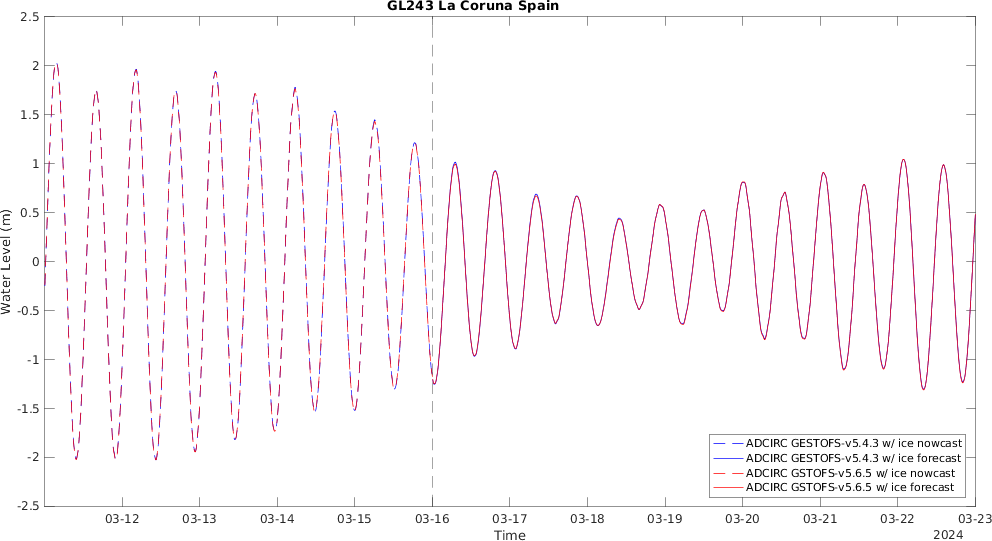 GL243 La Coruna Spain
2.5
2
1.5
1
0.5
0
-0.5
-1
-1.5
-2
-2.5
Water Level (m)
ADCIRC GESTOFS-v5.4.3 w/ ice nowcast
ADCIRC GESTOFS-v5.4.3 w/ ice forecast
ADCIRC GSTOFS-v5.6.5 w/ ice nowcast
ADCIRC GSTOFS-v5.6.5 w/ ice forecast
03-12 03-13 03-14 03-15 03-16 03-17 03-18 03-19 03-20 03-21 03-22 03-23
Time
2024